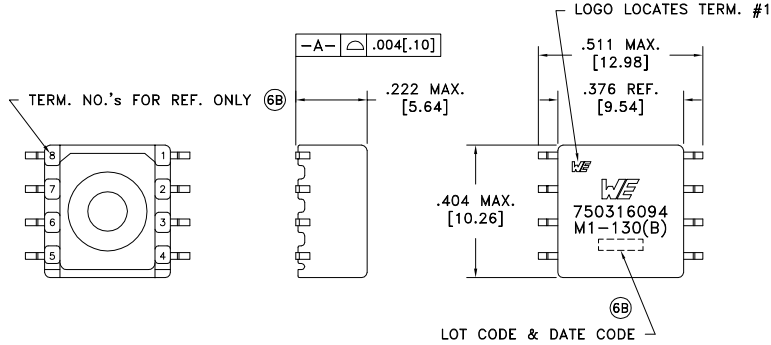 LOGO LOCATES TERM. #1
-A- ⌓ .004[.10]
.511 MAX.
[12.98]
.222 MAX.
[5.64]
.376 REF.
[9.54]
TERM. NO.'s FOR REF. ONLY 6B
8 1
7 2
6 3
5 4
.404 MAX.
[10.26]
WE
WE
750316094
M1-130(B)
6B
LOT CODE & DATE CODE